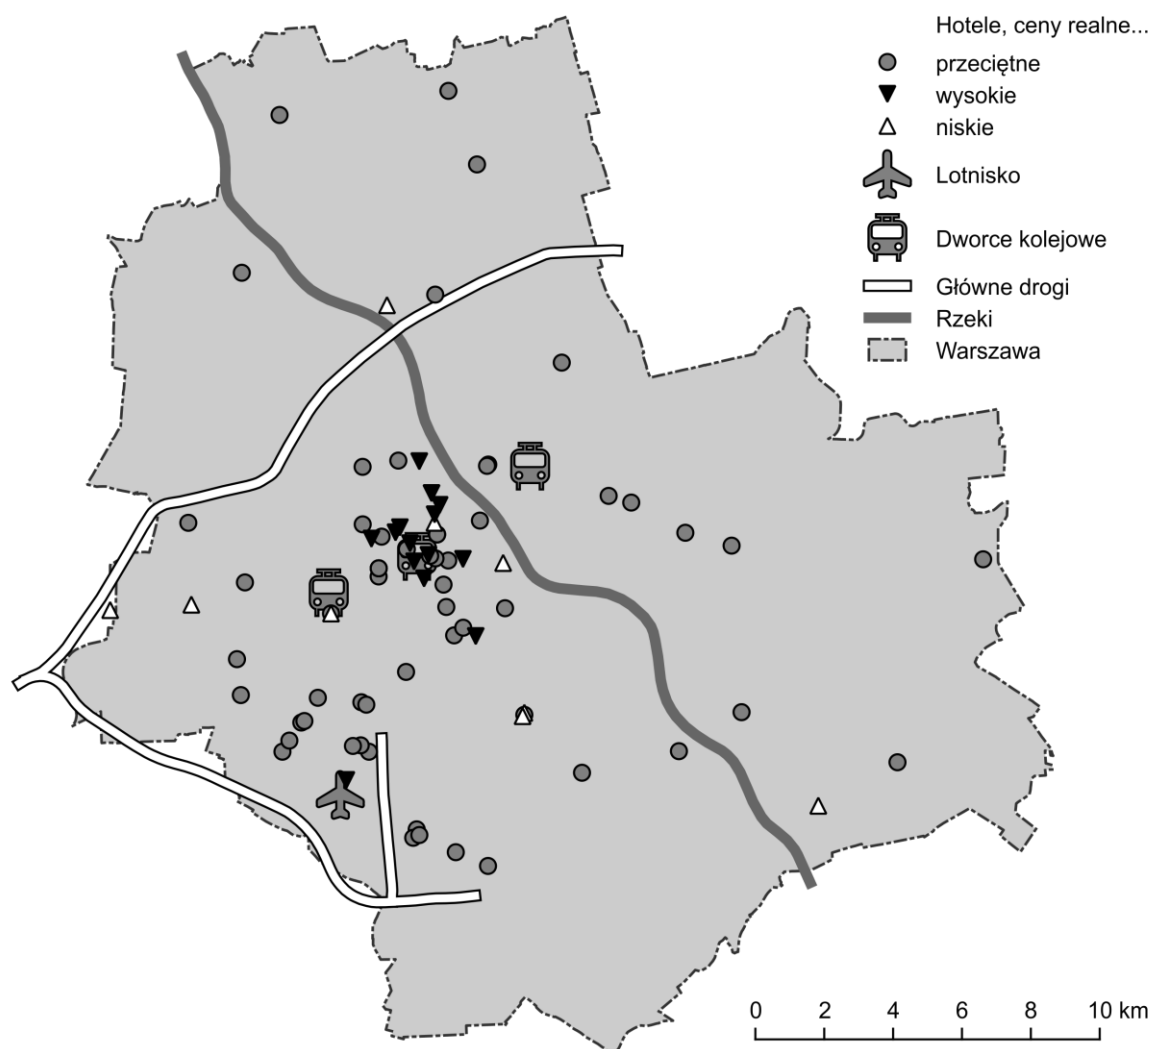 Hotele, ceny realne...
przeciętne
wysokie
niskie
Lotnisko
Dworce kolejowe
Główne drogi
Rzeki
Warszawa
0 2 4 6 8 10 km